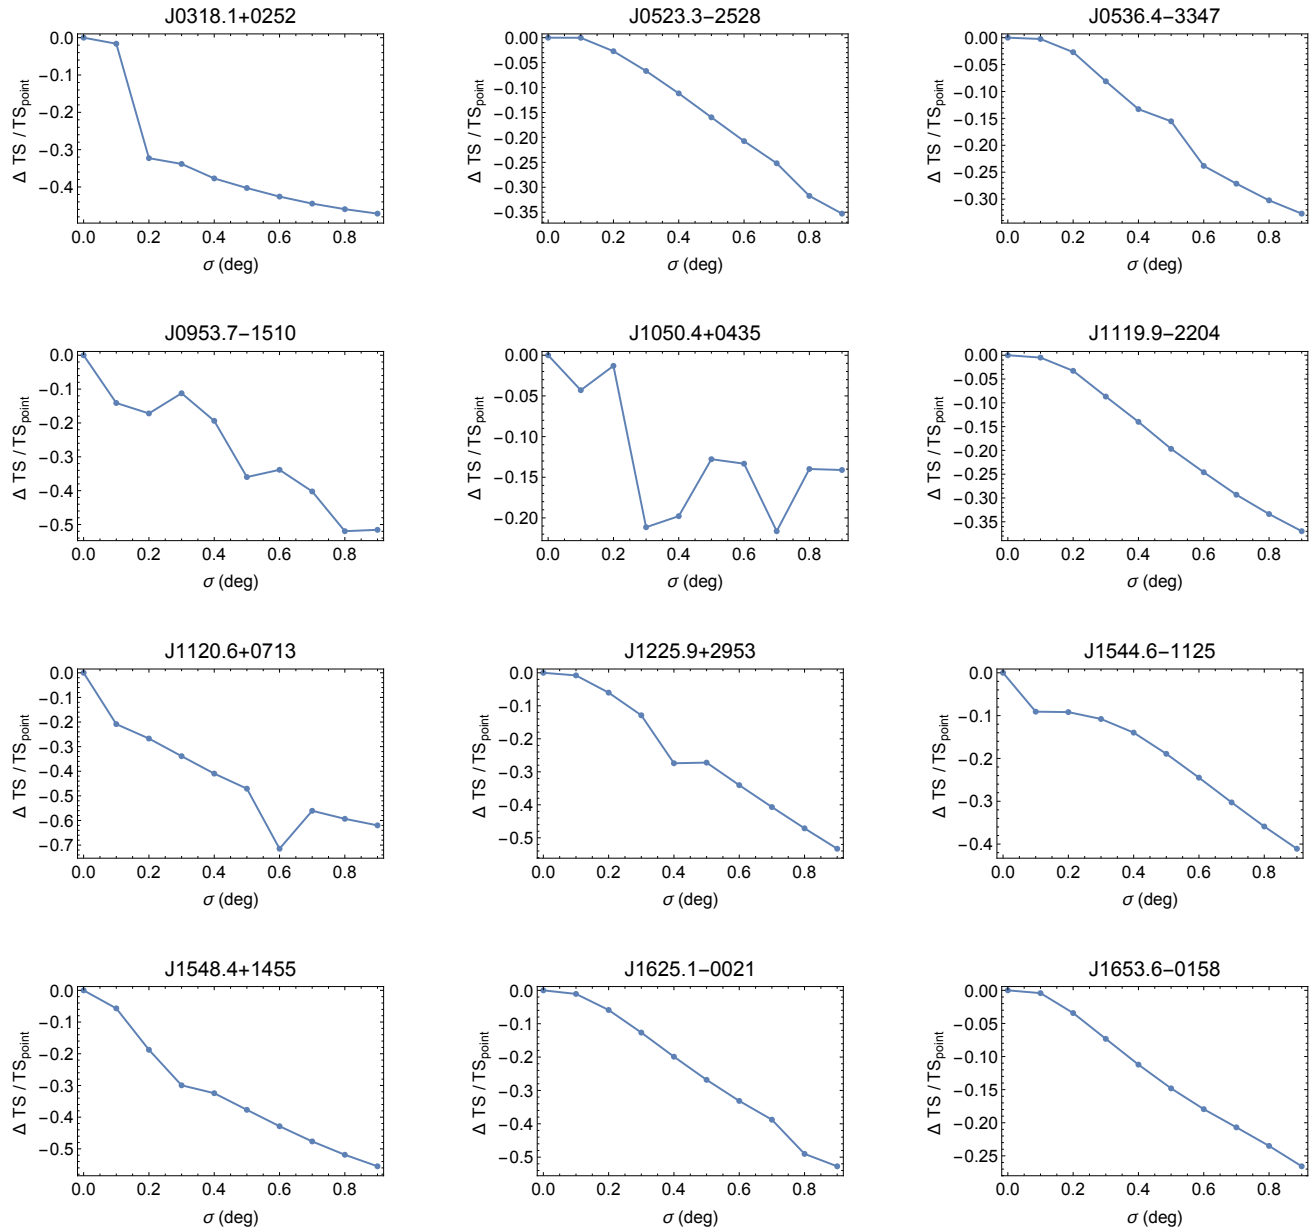 J0318.1+0252
Δ TS / TSpoint
0.0
−0.1
−0.2
−0.3
−0.4
0.0 0.2 0.4 0.6 0.8
σ (deg)
J0523.3−2528
Δ TS / TSpoint
0.00
−0.05
−0.10
−0.15
−0.20
−0.25
−0.30
−0.35
0.0 0.2 0.4 0.6 0.8
σ (deg)
J0536.4−3347
Δ TS / TSpoint
0.00
−0.05
−0.10
−0.15
−0.20
−0.25
−0.30
0.0 0.2 0.4 0.6 0.8
σ (deg)
J0953.7−1510
Δ TS / TSpoint
0.0
−0.1
−0.2
−0.3
−0.4
−0.5
0.0 0.2 0.4 0.6 0.8
σ (deg)
J1050.4+0435
Δ TS / TSpoint
0.00
−0.05
−0.10
−0.15
−0.20
0.0 0.2 0.4 0.6 0.8
σ (deg)
J1119.9−2204
Δ TS / TSpoint
0.00
−0.05
−0.10
−0.15
−0.20
−0.25
−0.30
−0.35
0.0 0.2 0.4 0.6 0.8
σ (deg)
J1120.6+0713
Δ TS / TSpoint
0.0
−0.1
−0.2
−0.3
−0.4
−0.5
−0.6
−0.7
0.0 0.2 0.4 0.6 0.8
σ (deg)
J1225.9+2953
Δ TS / TSpoint
0.0
−0.1
−0.2
−0.3
−0.4
−0.5
0.0 0.2 0.4 0.6 0.8
σ (deg)
J1544.6−1125
Δ TS / TSpoint
0.0
−0.1
−0.2
−0.3
−0.4
0.0 0.2 0.4 0.6 0.8
σ (deg)
J1548.4+1455
Δ TS / TSpoint
0.0
−0.1
−0.2
−0.3
−0.4
−0.5
0.0 0.2 0.4 0.6 0.8
σ (deg)
J1625.1−0021
Δ TS / TSpoint
0.0
−0.1
−0.2
−0.3
−0.4
−0.5
0.0 0.2 0.4 0.6 0.8
σ (deg)
J1653.6−0158
Δ TS / TSpoint
0.00
−0.05
−0.10
−0.15
−0.20
−0.25
0.0 0.2 0.4 0.6 0.8
σ (deg)